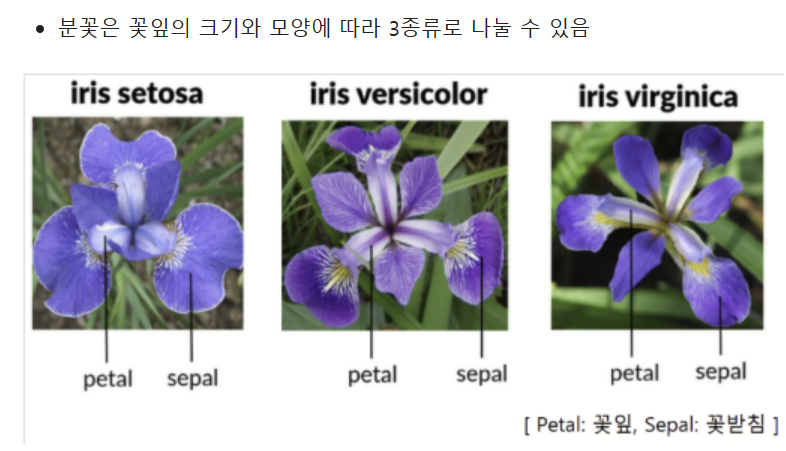 • 분꽃은 꽃잎의 크기와 모양에 따라 3종류로 나눌 수 있음
iris setosa iris versicolor iris virginica
petal sepal petal sepal petal sepal
[ Petal: 꽃잎, Sepal: 꽃받침 ]